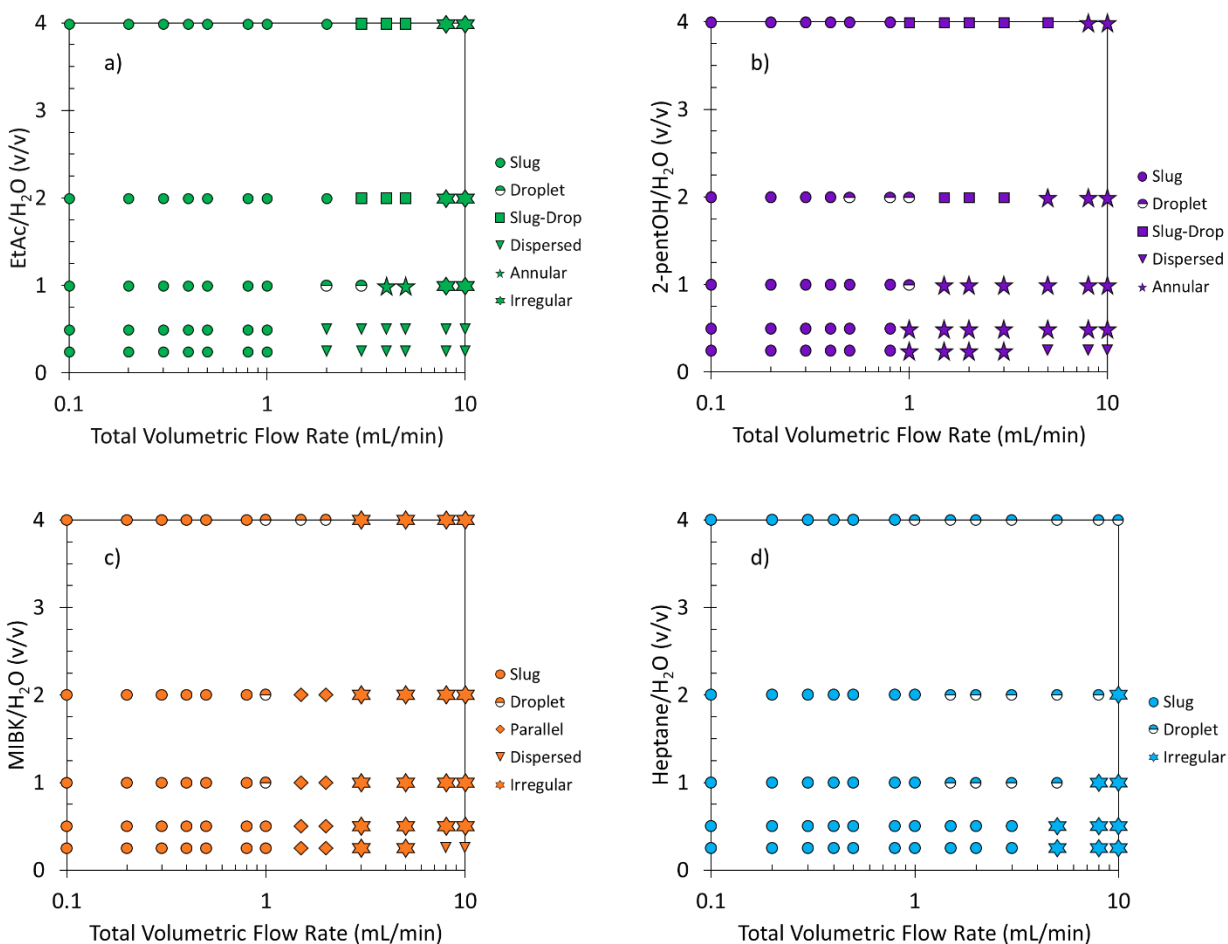 a)
4
3
2
1
0
EtAc/H₂O (v/v)
0.1
1
10
Total Volumetric Flow Rate (mL/min)
Slug
Droplet
Slug-Drop
Dispersed
Annular
Irregular
b)
4
3
2
1
0
2-pentOH/H₂O (v/v)
0.1
1
10
Total Volumetric Flow Rate (mL/min)
Slug
Droplet
Slug-Drop
Dispersed
Annular
c)
4
3
2
1
0
MIBK/H₂O (v/v)
0.1
1
10
Total Volumetric Flow Rate (mL/min)
Slug
Droplet
Parallel
Dispersed
Irregular
d)
4
3
2
1
0
Heptane/H₂O (v/v)
0.1
1
10
Total Volumetric Flow Rate (mL/min)
Slug
Droplet
Irregular